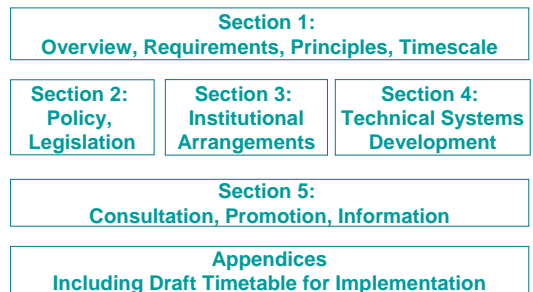 Section 1:
Overview, Requirements, Principles, Timescale
Section 2:
Policy,
Legislation
Section 3:
Institutional
Arrangements
Section 4:
Technical Systems
Development
Section 5:
Consultation, Promotion, Information
Appendices
Including Draft Timetable for Implementation